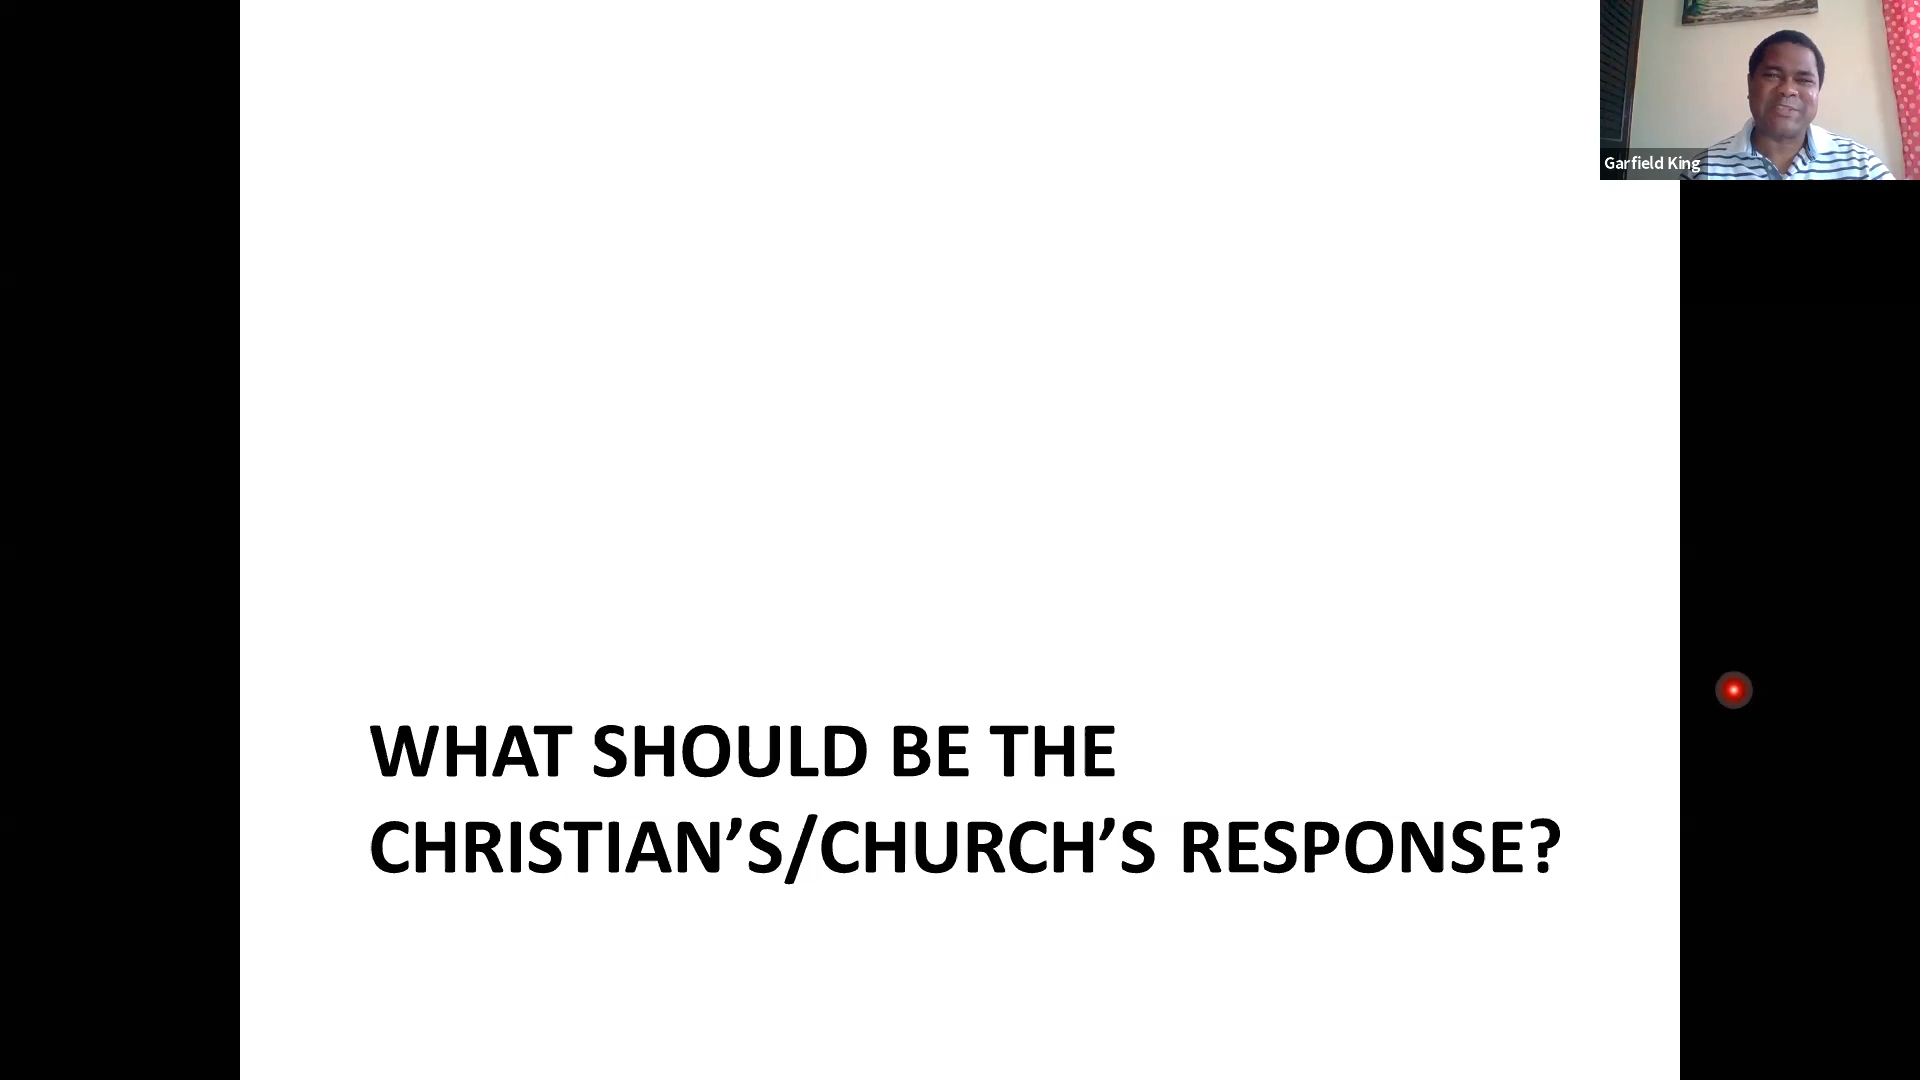 Garfield King
WHAT SHOULD BE THE
CHRISTIAN’S/CHURCH’S RESPONSE?